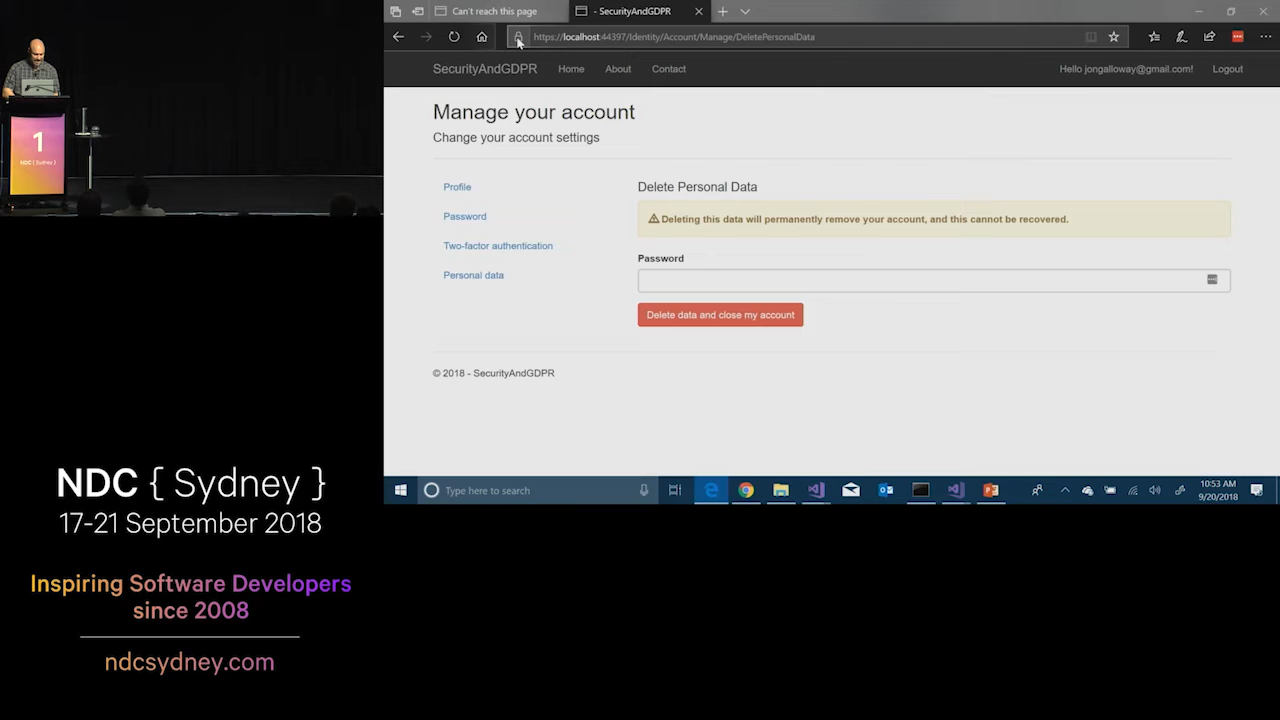 1
NDC { Sydney }
Can't reach this page
- SecurityAndGDPR
https://localhost:44397/Identity/Account/Manage/DeletePersonalData
SecurityAndGDPR
Home
About
Contact
Hello jongalloway@gmail.com!
Logout
Manage your account
Change your account settings
Profile
Password
Two-factor authentication
Personal data
Delete Personal Data
Deleting this data will permanently remove your account, and this cannot be recovered.
Password
Delete data and close my account
© 2018 - SecurityAndGDPR
Type here to search
10:53 AM
9/20/2018
NDC { Sydney }
17-21 September 2018
Inspiring Software Developers
since 2008
ndcsydney.com